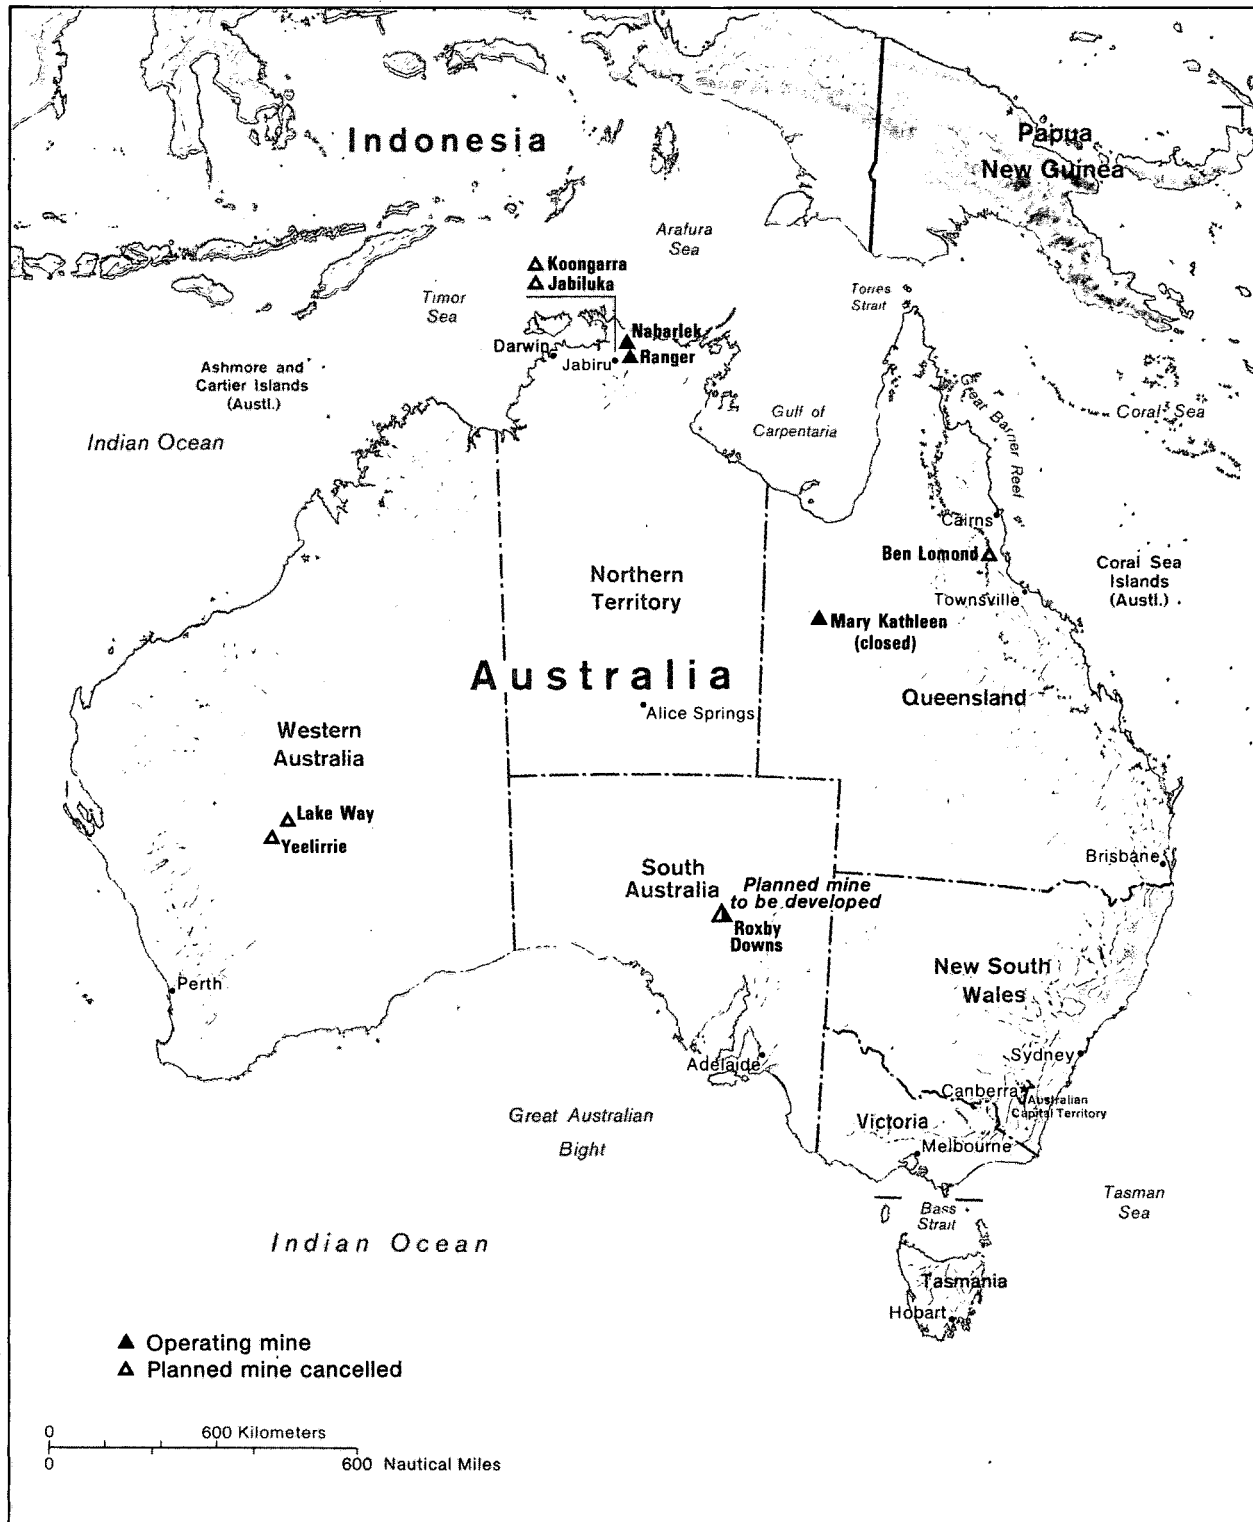 Indonesia
Papua
New Guinea
Arafura
Sea
Koongarra
Jabiluka
Timor
Sea
Torres
Strait
Nabarlek
Darwin
Ranger
Jabiru
Ashmore and
Cartier Islands
(Austl.)
Gulf of
Carpentaria
Great Barrier Reef
Coral Sea
Indian Ocean
Cairns
Ben Lomond
Coral Sea
Islands
(Austl.)
Northern
Territory
Townsville
Mary Kathleen
(closed)
Australia
Queensland
Alice Springs
Western
Australia
Lake Way
Yeelirrie
Brisbane
South
Australia
Planned mine
to be developed
Roxby
Downs
New South
Wales
Perth
Sydney
Adelaide
Canberra
Australian
Capital Territory
Great Australian
Bight
Victoria
Melbourne
Tasman
Sea
Bass
Strait
Indian Ocean
Tasmania
Hobart
Operating mine
Planned mine cancelled
0 600 Kilometers
0 600 Nautical Miles